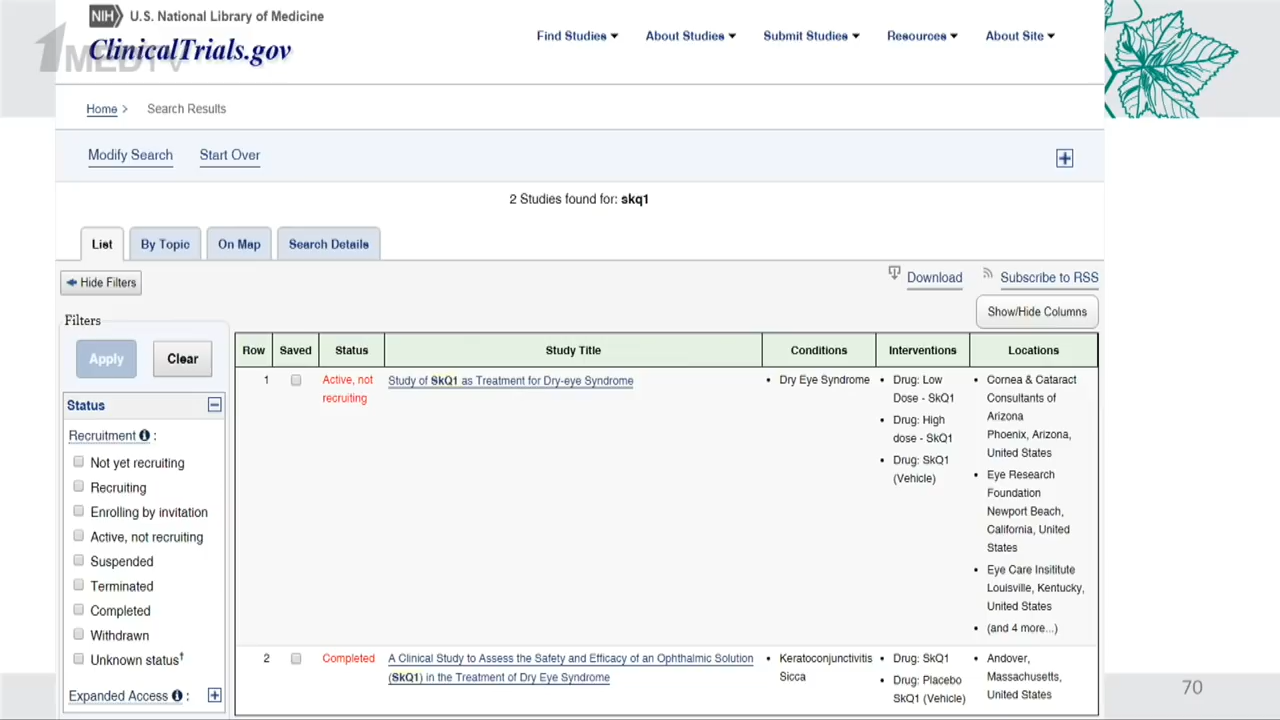 NIH U.S. National Library of Medicine
ClinicalTrials.gov
1MEDTV
Find Studies About Studies Submit Studies Resources About Site
Home > Search Results
Modify Search Start Over
2 Studies found for: skq1
List By Topic On Map Search Details
Hide Filters
Download Subscribe to RSS
Show/Hide Columns
Filters
Apply Clear
Status
Recruitment :
Not yet recruiting
Recruiting
Enrolling by invitation
Active, not recruiting
Suspended
Terminated
Completed
Withdrawn
Unknown status†
Expanded Access :
Row Saved Status Study Title Conditions Interventions Locations
1
Active, not
recruiting
Study of SkQ1 as Treatment for Dry-eye Syndrome
• Dry Eye Syndrome
• Drug: Low
Dose - SkQ1
• Drug: High
dose - SkQ1
• Drug: SkQ1
(Vehicle)
• Cornea & Cataract
Consultants of
Arizona
Phoenix, Arizona,
United States
• Eye Research
Foundation
Newport Beach,
California, United
States
• Eye Care Insititute
Louisville, Kentucky,
United States
• (and 4 more...)
2
Completed
A Clinical Study to Assess the Safety and Efficacy of an Ophthalmic Solution
(SkQ1) in the Treatment of Dry Eye Syndrome
• Keratoconjunctivitis
Sicca
• Drug: SkQ1
• Drug: Placebo
SkQ1 (Vehicle)
• Andover,
Massachusetts,
United States
70